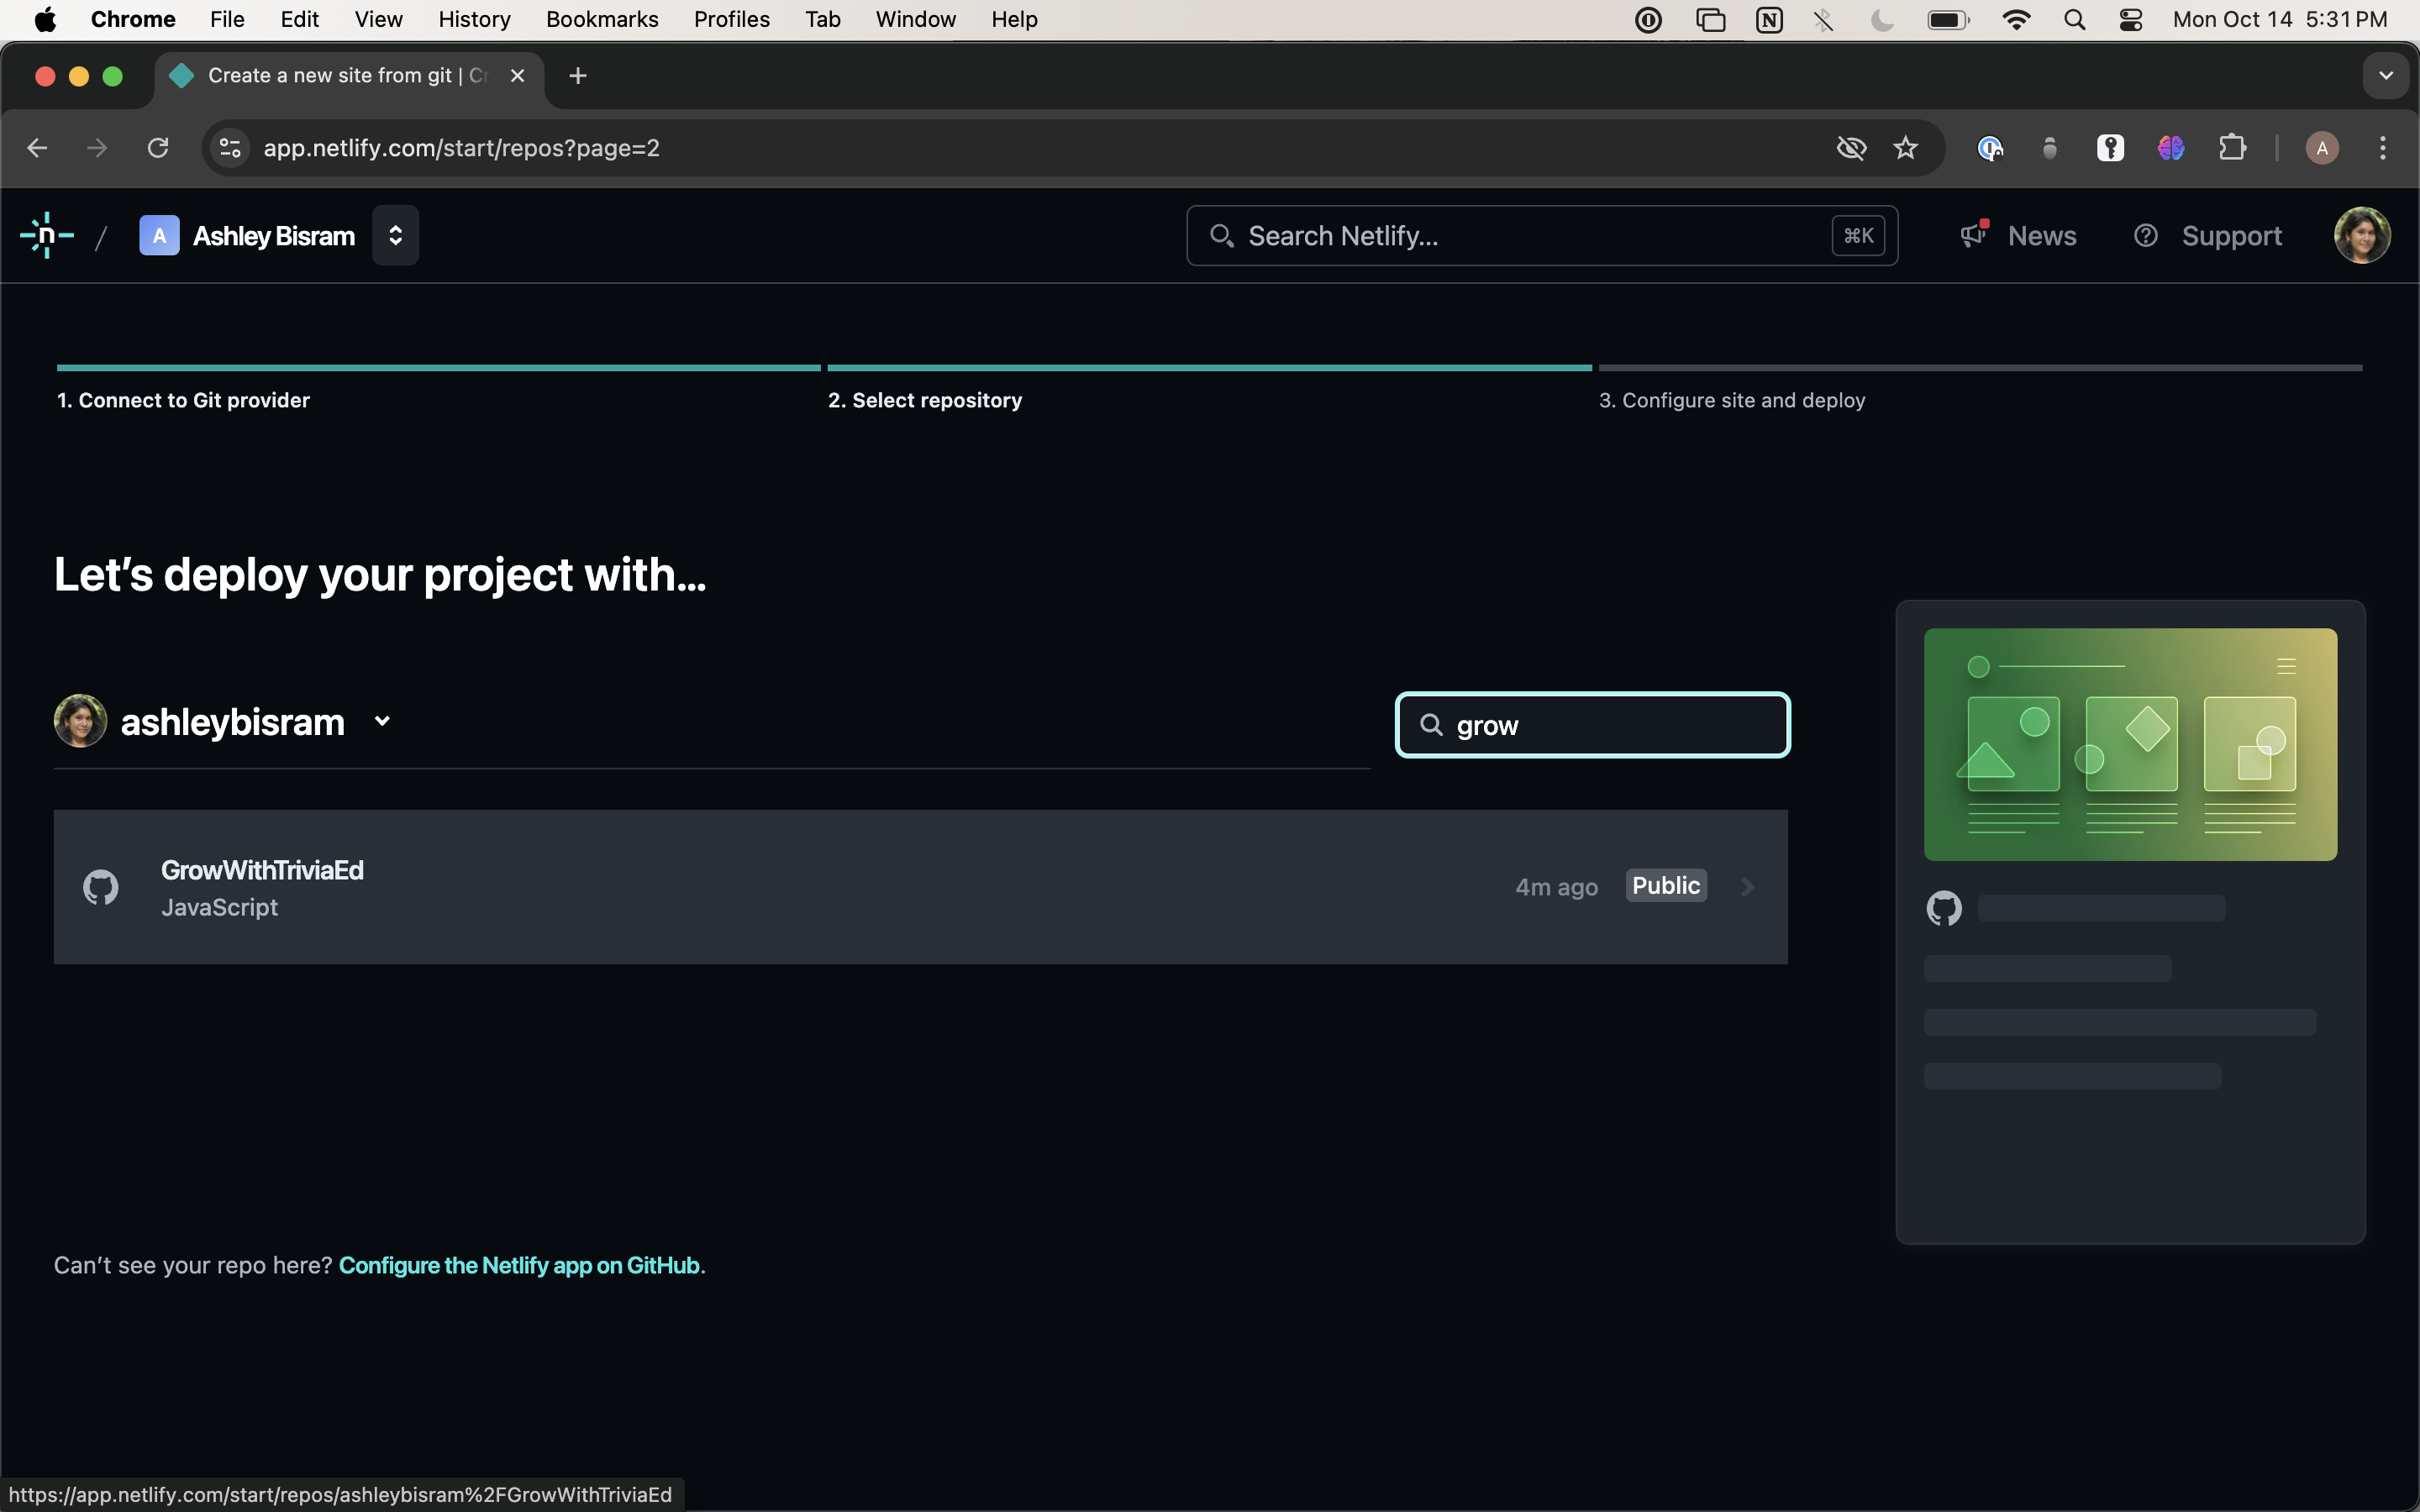 Chrome File Edit View History Bookmarks Profiles Tab Window Help Mon Oct 14 5:31 PM
Create a new site from git | Cr
app.netlify.com/start/repos?page=2
A
n / A Ashley Bisram Search Netlify... ⌘K News Support
1. Connect to Git provider 2. Select repository 3. Configure site and deploy
Let’s deploy your project with…
ashleybisram grow
GrowWithTriviaEd
JavaScript 4m ago Public
Can’t see your repo here? Configure the Netlify app on GitHub.
https://app.netlify.com/start/repos/ashleybisram%2FGrowWithTriviaEd